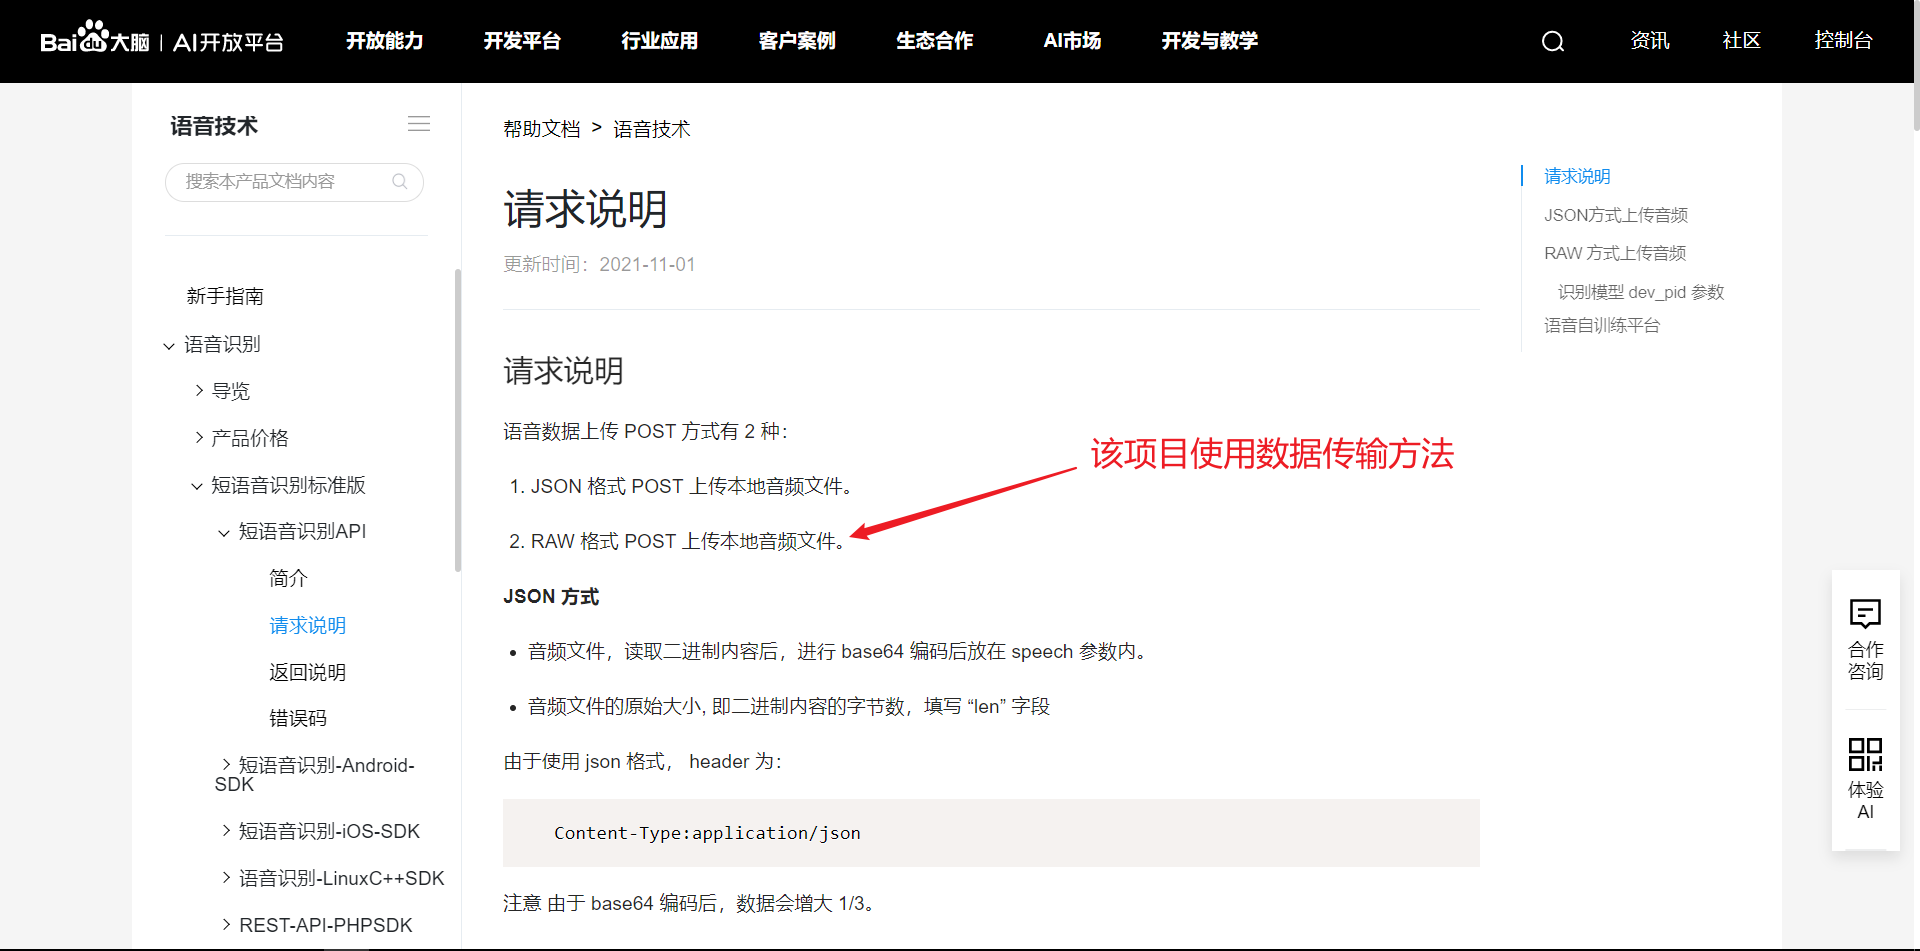 Baidu大脑 | AI开放平台 开放能力 开发平台 行业应用 客户案例 生态合作 AI市场 开发与教学 资讯 社区 控制台
语音技术
搜索本产品文档内容
新手指南
语音识别
导览
产品价格
短语音识别标准版
短语音识别API
简介
请求说明
返回说明
错误码
短语音识别-Android-
SDK
短语音识别-iOS-SDK
语音识别-LinuxC++SDK
REST-API-PHPSDK
帮助文档 > 语音技术
请求说明
更新时间：2021-11-01
请求说明
语音数据上传 POST 方式有 2 种：
1. JSON 格式 POST 上传本地音频文件。
2. RAW 格式 POST 上传本地音频文件。
该项目使用数据传输方法
JSON 方式
• 音频文件，读取二进制内容后，进行 base64 编码后放在 speech 参数内。
• 音频文件的原始大小, 即二进制内容的字节数，填写 “len” 字段
由于使用 json 格式， header 为：
Content-Type:application/json
注意 由于 base64 编码后，数据会增大 1/3。
请求说明
JSON方式上传音频
RAW 方式上传音频
识别模型 dev_pid 参数
语音自训练平台
合作
咨询
体验
AI